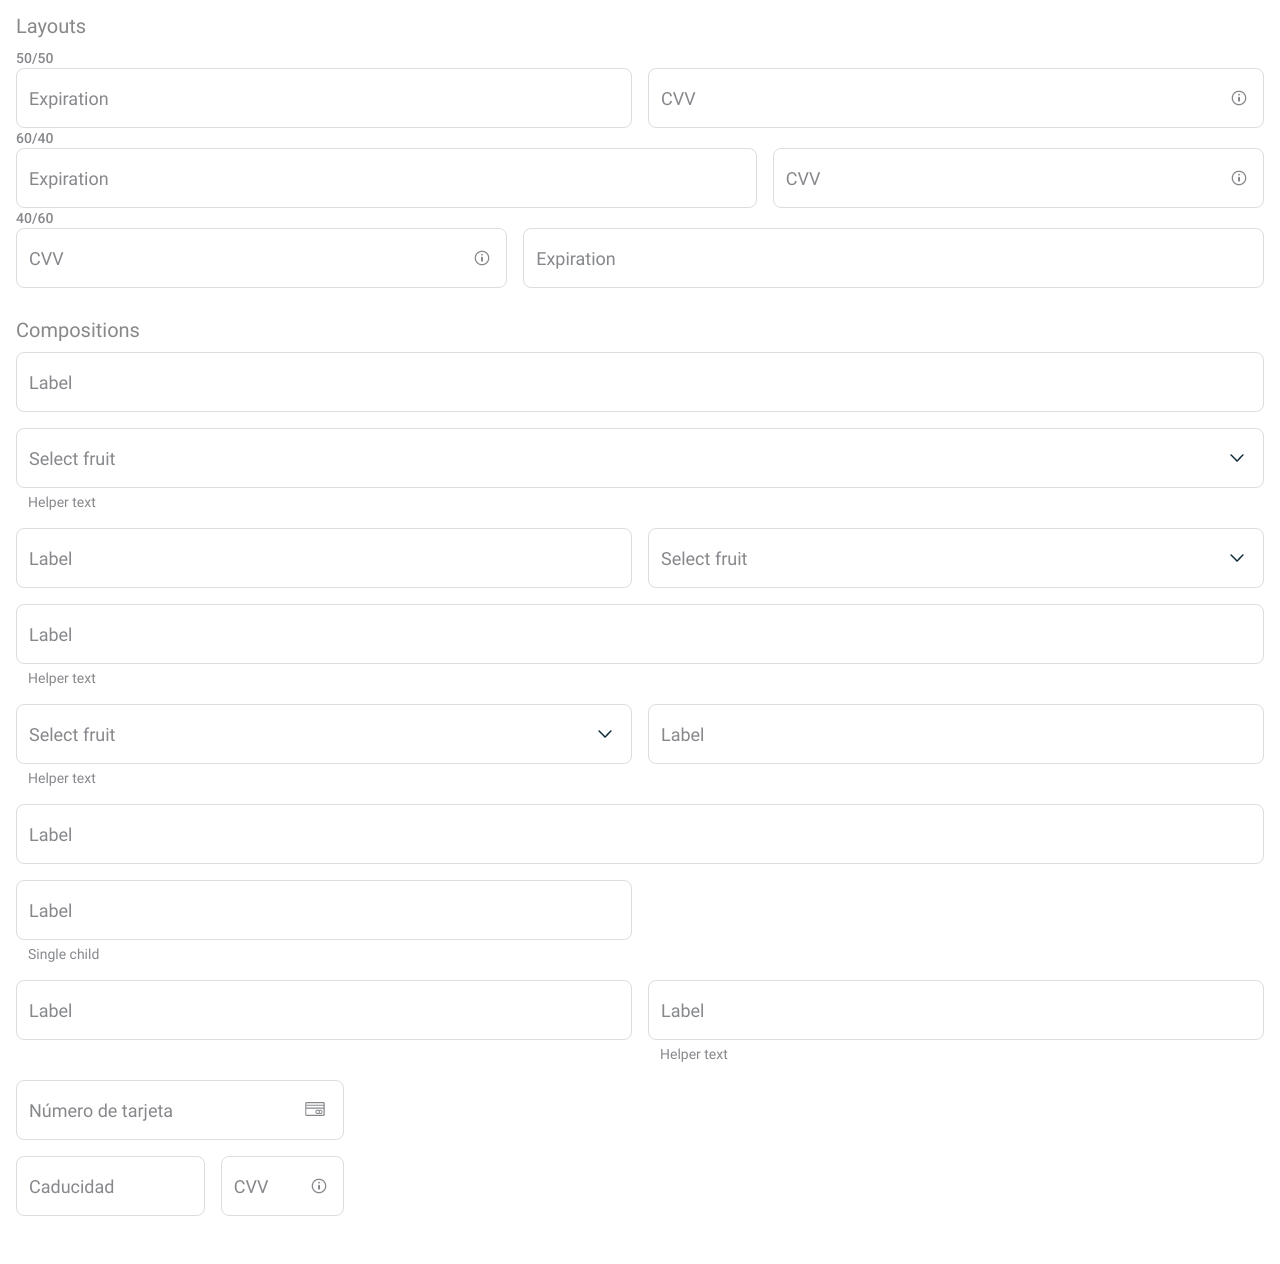 Layouts
50/50
Expiration CVV
60/40
Expiration CVV
40/60
CVV Expiration
Compositions
Label
Select fruit
Helper text
Label Select fruit
Label
Helper text
Select fruit Label
Helper text
Label
Label
Single child
Label Label
Helper text
Número de tarjeta
Caducidad CVV